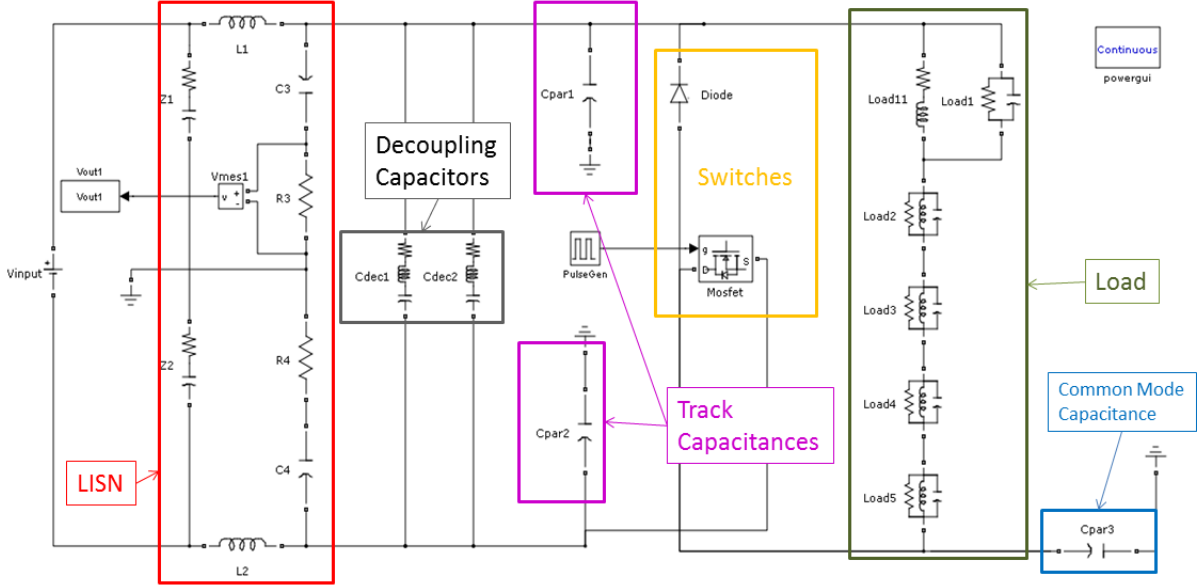 L1
Z1
C3
Cpar1
Diode
Load11
Load1
Continuous
powergui
Decoupling
Capacitors
Switches
Vout1
Vout1
Vmes1
v
+
-
R3
Load2
Vinput
+
Cdec1
Cdec2
PulseGen
g
D
S
Mosfet
Load3
Load
Z2
R4
Load4
Common Mode
Capacitance
Track
Capacitances
Cpar2
LISN
C4
Load5
L2
Cpar3